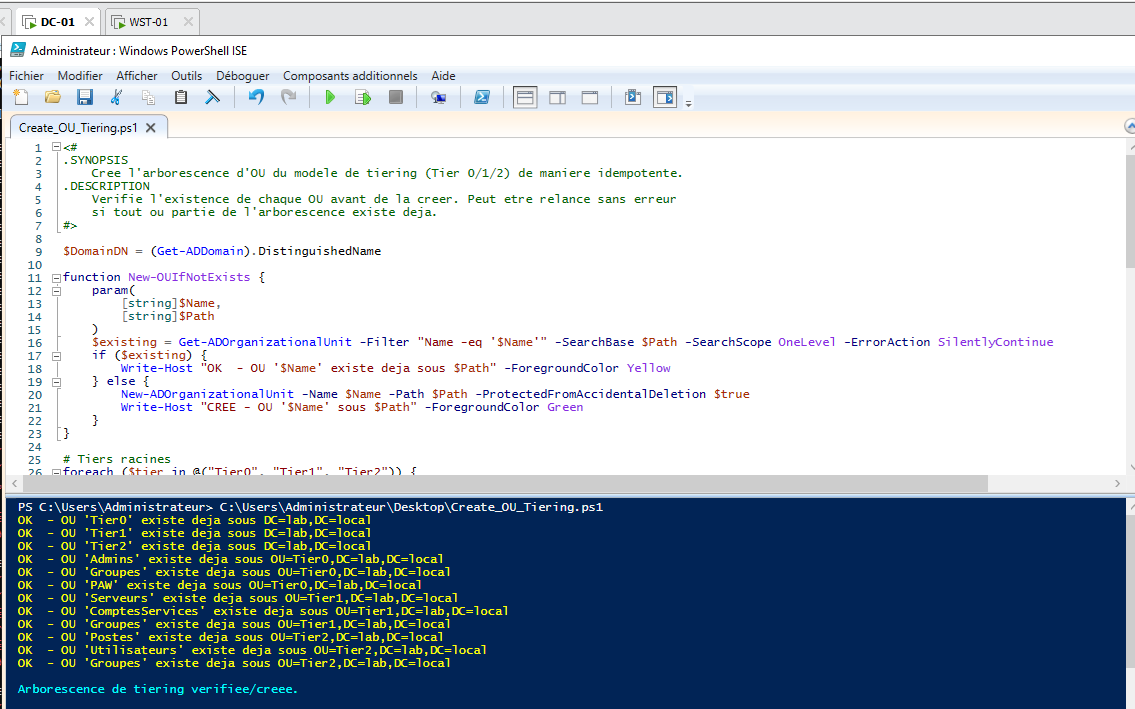 DC-01
WST-01
Administrateur : Windows PowerShell ISE
Fichier Modifier Afficher Outils Déboguer Composants additionnels Aide
Create_OU_Tiering.ps1
1 <#
2 .SYNOPSIS
3 Cree l'arborescence d'OU du modele de tiering (Tier 0/1/2) de maniere idempotente.
4 .DESCRIPTION
5 Verifie l'existence de chaque OU avant de la creer. Peut etre relance sans erreur
6 si tout ou partie de l'arborescence existe deja.
7 #>
8
9 $DomainDN = (Get-ADDomain).DistinguishedName
10
11 function New-OUIfNotExists {
12 param(
13 [string]$Name,
14 [string]$Path
15 )
16 $existing = Get-ADOrganizationalUnit -Filter "Name -eq '$Name'" -SearchBase $Path -SearchScope OneLevel -ErrorAction SilentlyContinue
17 if ($existing) {
18 Write-Host "OK  - OU '$Name' existe deja sous $Path" -ForegroundColor Yellow
19 } else {
20 New-ADOrganizationalUnit -Name $Name -Path $Path -ProtectedFromAccidentalDeletion $true
21 Write-Host "CREE - OU '$Name' sous $Path" -ForegroundColor Green
22 }
23 }
24
25 # Tiers racines
26 foreach ($tier in @("Tier0", "Tier1", "Tier2")) {
PS C:\Users\Administrateur> C:\Users\Administrateur\Desktop\Create_OU_Tiering.ps1
OK  - OU 'Tier0' existe deja sous DC=lab,DC=local
OK  - OU 'Tier1' existe deja sous DC=lab,DC=local
OK  - OU 'Tier2' existe deja sous DC=lab,DC=local
OK  - OU 'Admins' existe deja sous OU=Tier0,DC=lab,DC=local
OK  - OU 'Groupes' existe deja sous OU=Tier0,DC=lab,DC=local
OK  - OU 'PAW' existe deja sous OU=Tier0,DC=lab,DC=local
OK  - OU 'Serveurs' existe deja sous OU=Tier1,DC=lab,DC=local
OK  - OU 'ComptesServices' existe deja sous OU=Tier1,DC=lab,DC=local
OK  - OU 'Groupes' existe deja sous OU=Tier1,DC=lab,DC=local
OK  - OU 'Postes' existe deja sous OU=Tier2,DC=lab,DC=local
OK  - OU 'Utilisateurs' existe deja sous OU=Tier2,DC=lab,DC=local
OK  - OU 'Groupes' existe deja sous OU=Tier2,DC=lab,DC=local
Arborescence de tiering verifiee/creee.